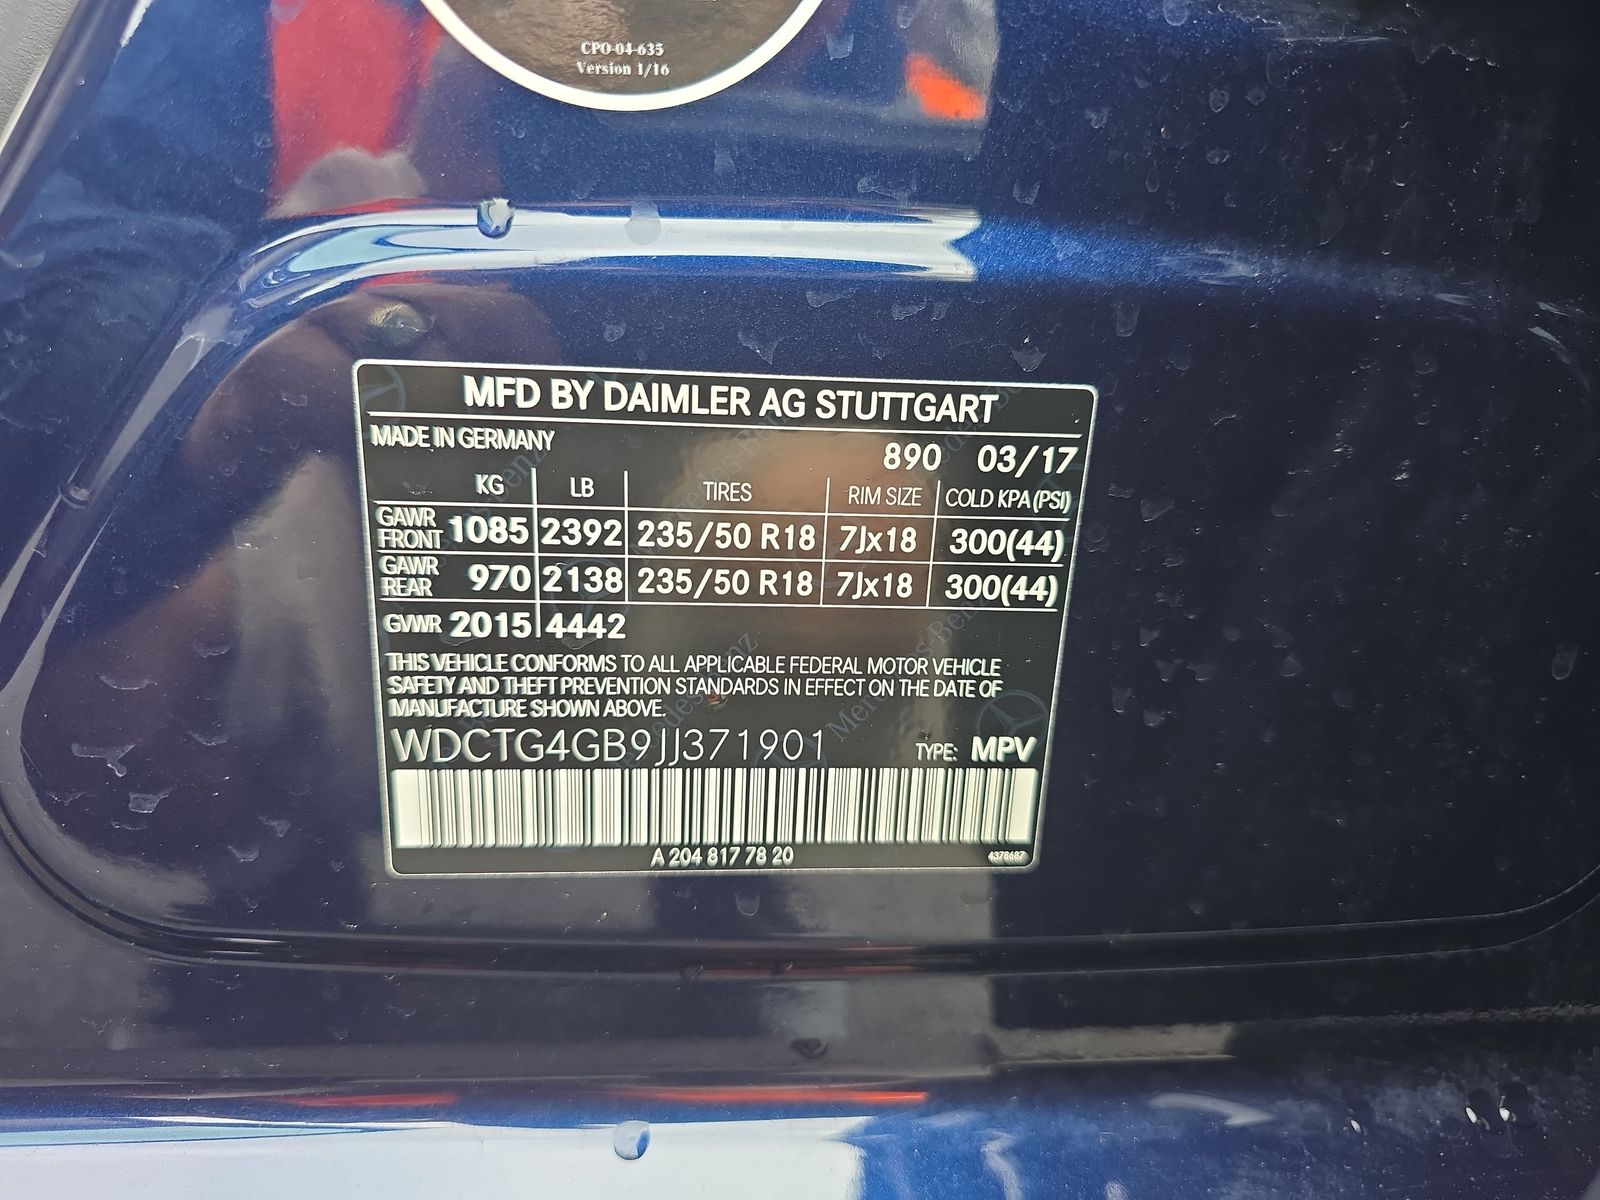 CPO-04-635
Version 1/16
MFD BY DAIMLER AG STUTTGART
MADE IN GERMANY
890 03/17
KG LB TIRES RIM SIZE COLD KPA (PSI)
GAWR FRONT 1085 2392 235/50 R18 7Jx18 300(44)
GAWR REAR 970 2138 235/50 R18 7Jx18 300(44)
GVWR 2015 4442
THIS VEHICLE CONFORMS TO ALL APPLICABLE FEDERAL MOTOR VEHICLE
SAFETY AND THEFT PREVENTION STANDARDS IN EFFECT ON THE DATE OF
MANUFACTURE SHOWN ABOVE.
WDCTG4GB9JJ371901 TYPE: MPV
A 204 817 78 20
4378687